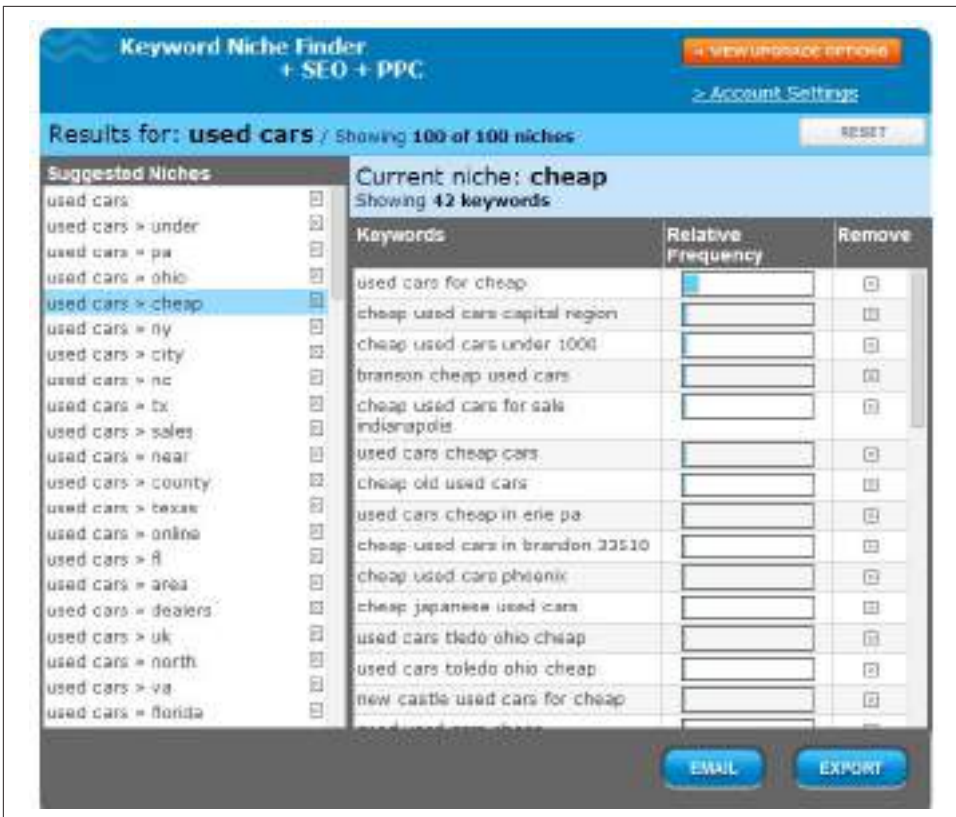 Keyword Niche Finder
+ SEO + PPC
» VIEW UPGRADE OPTIONS
> Account Settings
Results for: used cars / Showing 100 of 100 niches
RESET
Suggested Niches
used cars
used cars > under
used cars > pa
used cars > ohio
used cars > cheap
used cars > ny
used cars > city
used cars > nc
used cars > tx
used cars > sales
used cars > near
used cars > county
used cars > texas
used cars > online
used cars > fl
used cars > area
used cars > dealers
used cars > uk
used cars > north
used cars > va
used cars > florida
Current niche: cheap
Showing 42 keywords
Keywords
Relative
Frequency
Remove
used cars for cheap
cheap used cars capital region
cheap used cars under 1000
branson cheap used cars
cheap used cars for sale
indianapolis
used cars cheap cars
cheap old used cars
used cars cheap in erie pa
cheap used cars in brandon 33510
cheap used cars phoenix
cheap japanese used cars
used cars tledo ohio cheap
used cars toledo ohio cheap
new castle used cars for cheap
EMAIL
EXPORT